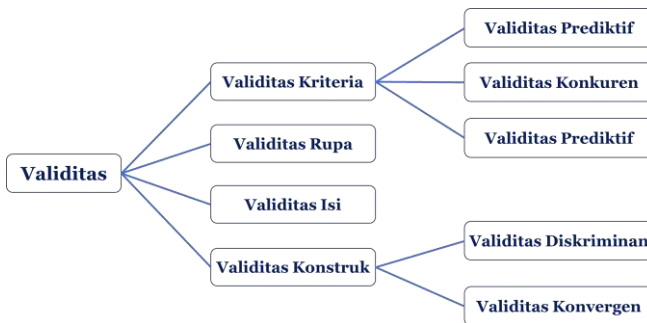 Validitas Prediktif
Validitas Kriteria
Validitas Konkuren
Validitas Rupa
Validitas Prediktif
Validitas
Validitas Isi
Validitas Konstruk
Validitas Diskriminan
Validitas Konvergen